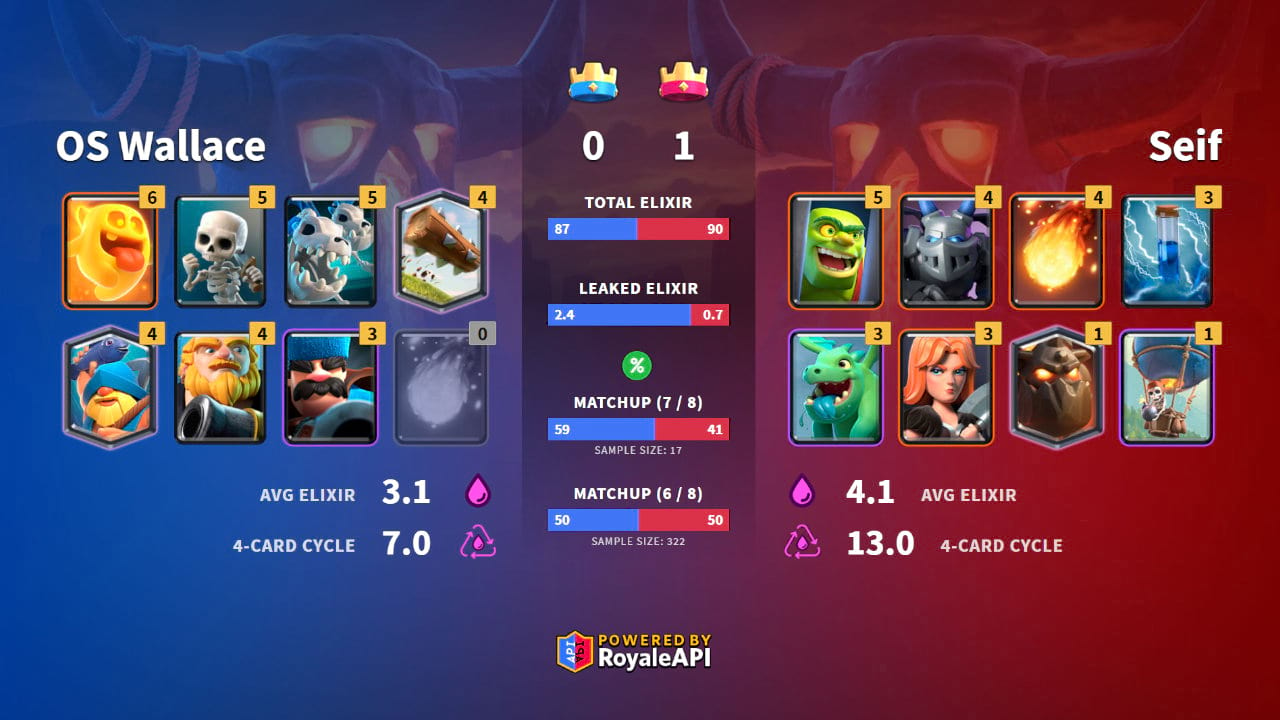 0 1
OS Wallace
Seif
6 5 5 4
4 4 3 0
5 4 4 3
3 3 1 1
TOTAL ELIXIR
87 90
LEAKED ELIXIR
2.4 0.7
%
MATCHUP (7 / 8)
59 41
SAMPLE SIZE: 17
MATCHUP (6 / 8)
50 50
SAMPLE SIZE: 322
AVG ELIXIR 3.1
4-CARD CYCLE 7.0
4.1 AVG ELIXIR
13.0 4-CARD CYCLE
API
API
POWERED BY
RoyaleAPI